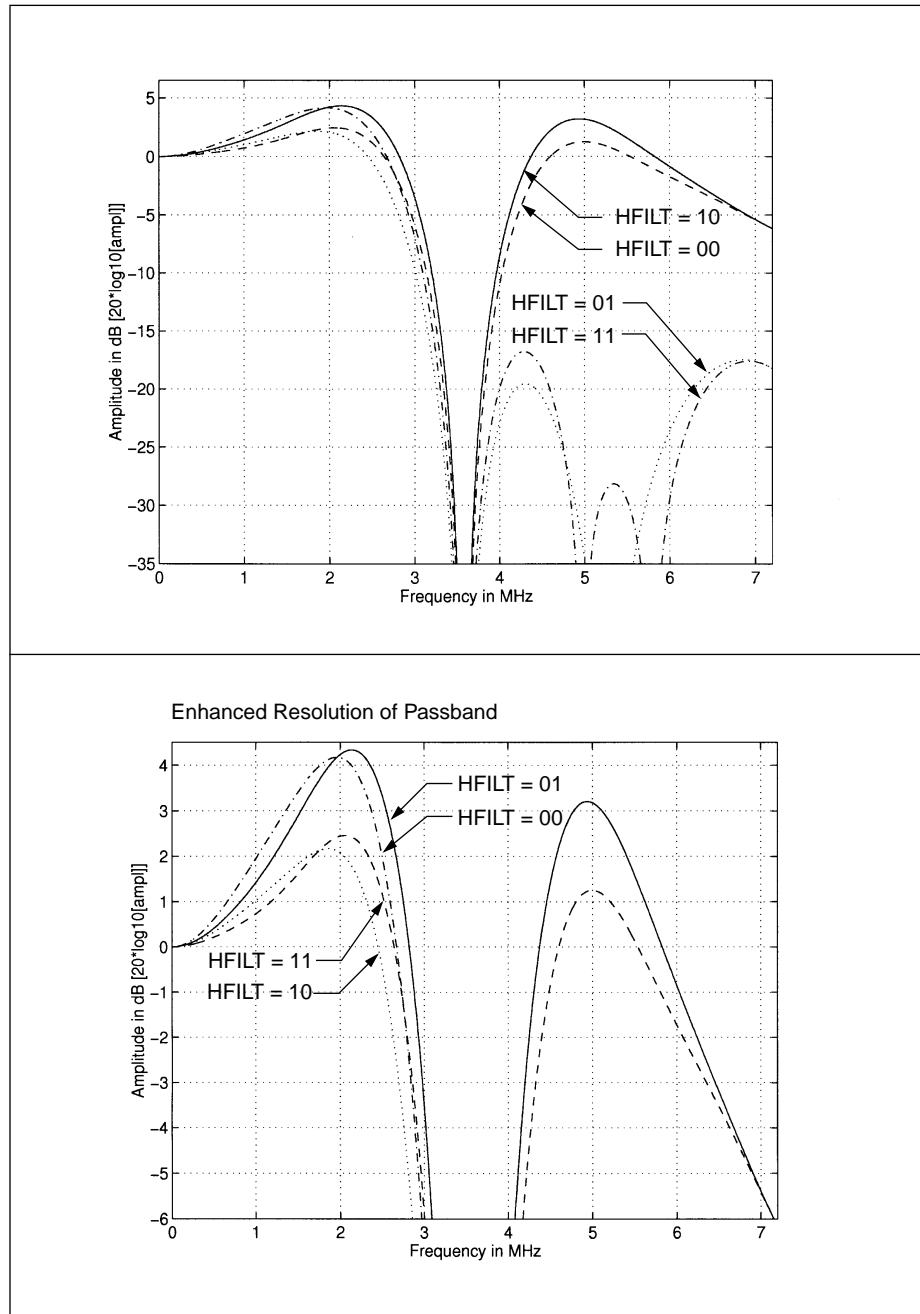 5
0
-5
-10
-15
-20
-25
-30
-35
Amplitude in dB [20*log10[ampl]]
HFILT = 10
HFILT = 00
HFILT = 01
HFILT = 11
0 1 2 3 4 5 6 7
Frequency in MHz
Enhanced Resolution of Passband
4
3
2
1
0
-1
-2
-3
-4
-5
-6
Amplitude in dB [20*log10[ampl]]
HFILT = 01
HFILT = 00
HFILT = 11
HFILT = 10
0 1 2 3 4 5 6 7
Frequency in MHz